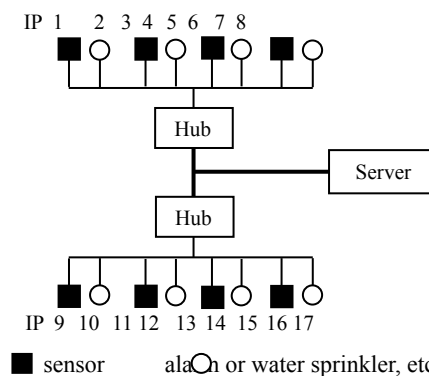 IP 1 2 3 4 5 6 7 8
Hub
Server
Hub
IP 9 10 11 12 13 14 15 16 17
sensor alarm or water sprinkler, etc